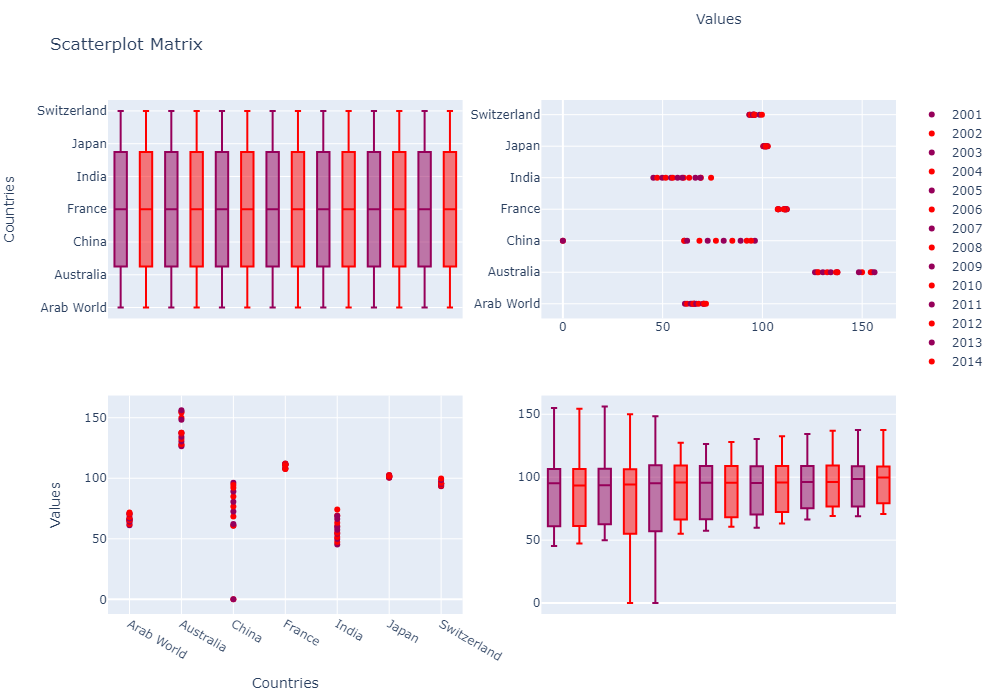 Values
Scatterplot Matrix
Countries
Switzerland
Japan
India
France
China
Australia
Arab World
Switzerland
Japan
India
France
China
Australia
Arab World
0 50 100 150
2001
2002
2003
2004
2005
2006
2007
2008
2009
2010
2011
2012
2013
2014
Values
150
100
50
0
Arab World Australia China France India Japan Switzerland
Countries
150
100
50
0